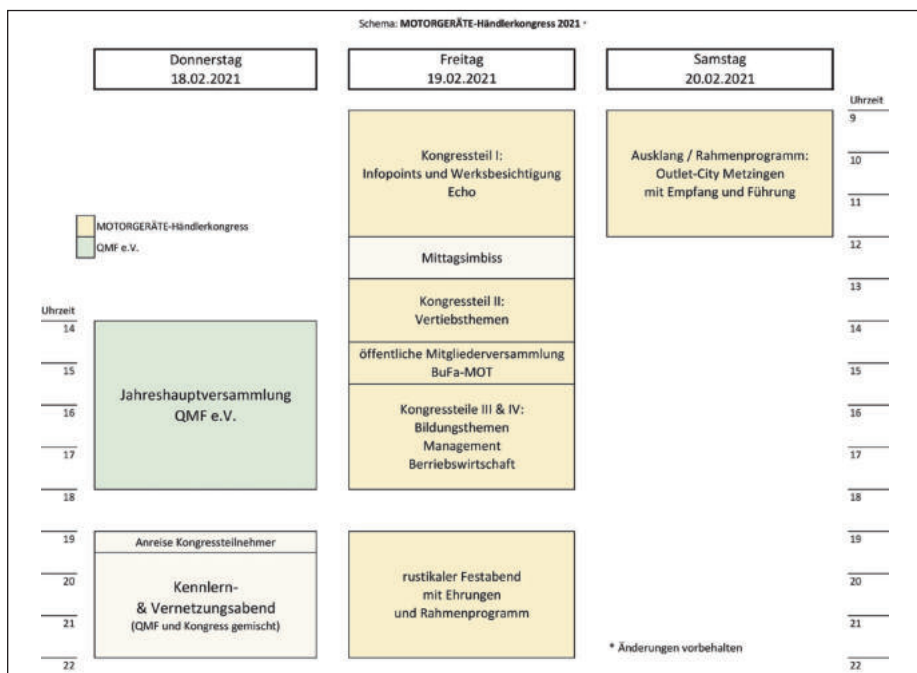 Schema: MOTORGERÄTE-Händlerkongress 2021 *
Donnerstag
18.02.2021
Freitag
19.02.2021
Samstag
20.02.2021
MOTORGERÄTE-Händlerkongress
QMF e.V.
Uhrzeit
14
15
16
17
18
19
20
21
22
Jahreshauptversammlung
QMF e.V.
Anreise Kongressteilnehmer
Kennlern-
& Vernetzungsabend
(QMF und Kongress gemischt)
Kongressteil I:
Infopoints und Werksbesichtigung
Echo
Mittagsimbiss
Kongressteil II:
Vertiebsthemen
öffentliche Mitgliederversammlung
BuFa-MOT
Kongressteile III & IV:
Bildungsthemen
Management
Berriebswirtschaft
rustikaler Festabend
mit Ehrungen
und Rahmenprogramm
Ausklang / Rahmenprogramm:
Outlet-City Metzingen
mit Empfang und Führung
* Änderungen vorbehalten
Uhrzeit
9
10
11
12
13
14
15
16
17
18
19
20
21
22